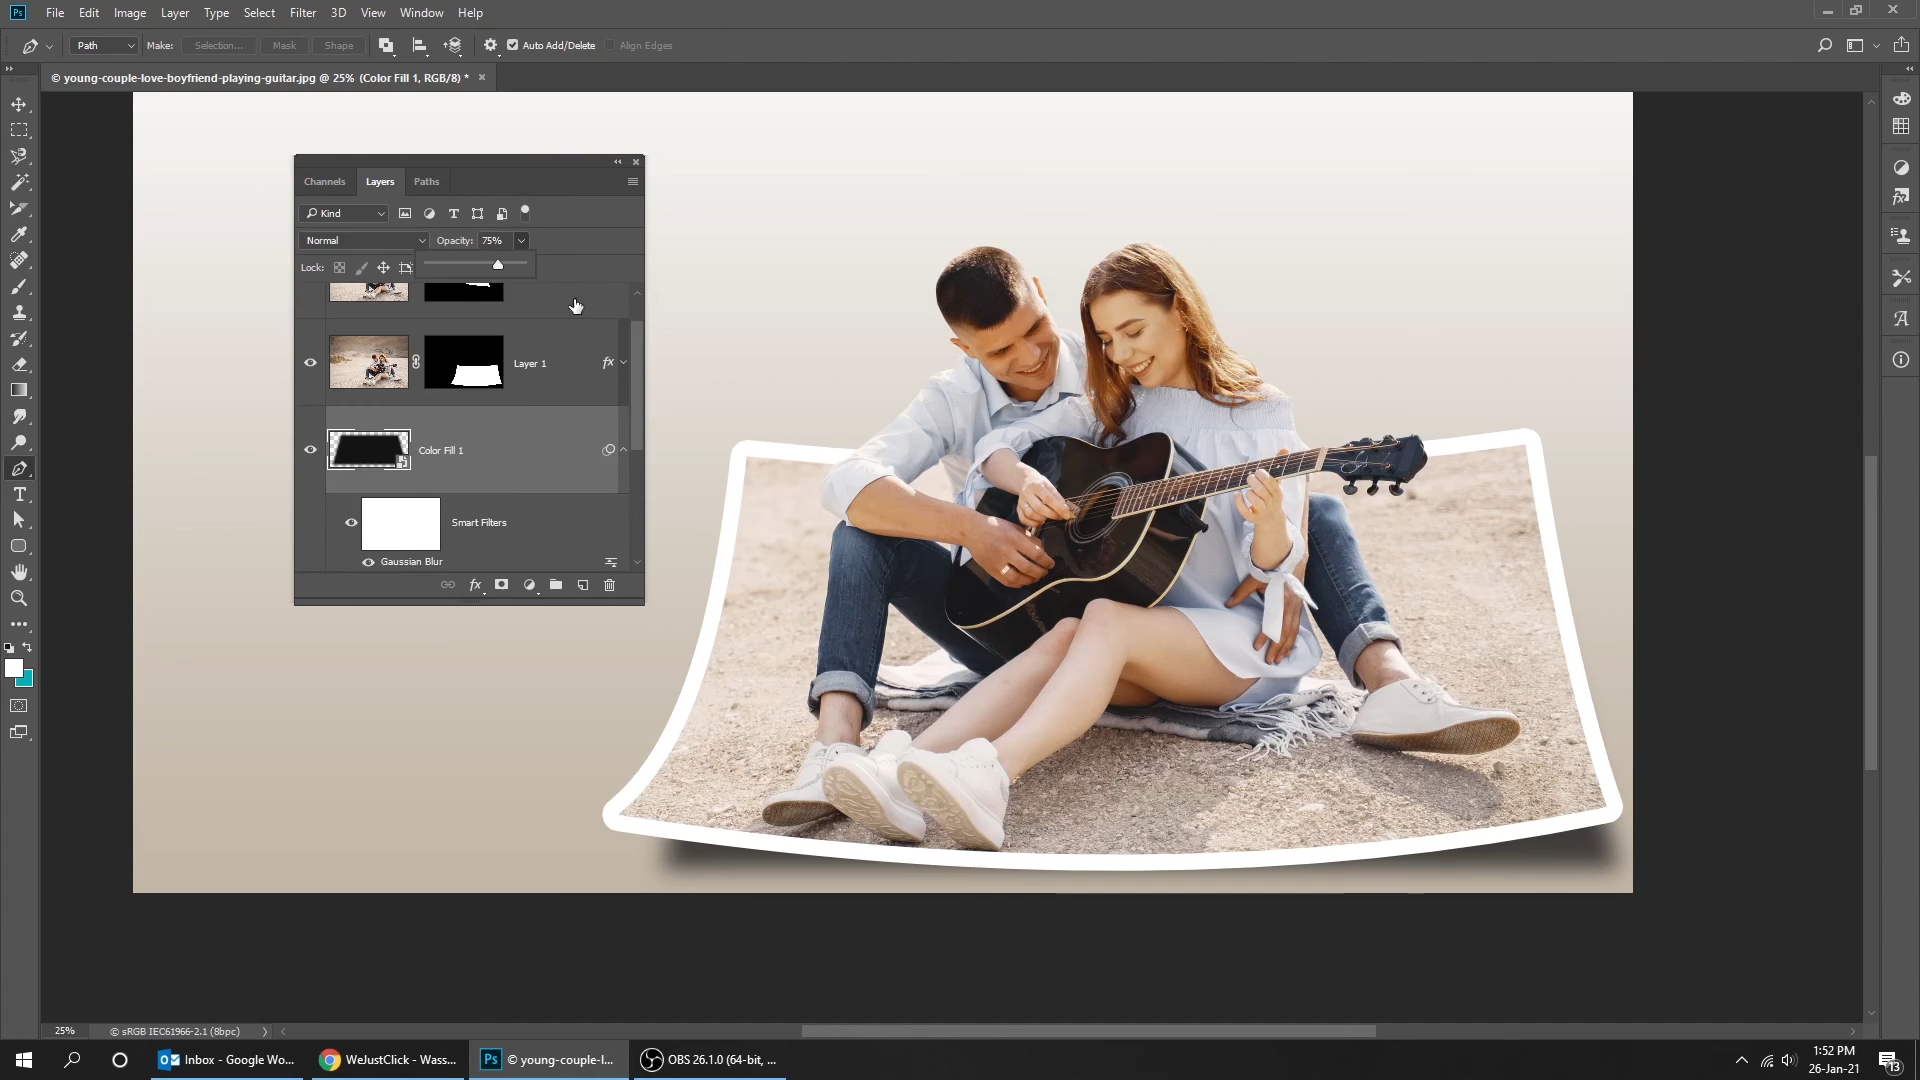 Ps File Edit Image Layer Type Select Filter 3D View Window Help
Path Make: Selection... Mask Shape Auto Add/Delete Align Edges
© young-couple-love-boyfriend-playing-guitar.jpg @ 25% (Color Fill 1, RGB/8) *
Channels Layers Paths
Kind
Normal Opacity: 75%
Lock:
Layer 1 fx
Color Fill 1
Smart Filters
Gaussian Blur
fx
25% © sRGB IEC61966-2.1 (8bpc)
Inbox - Google Wo... WeJustClick - Wass... Ps © young-couple-l... OBS 26.1.0 (64-bit, ... 1:52 PM
26-Jan-21 13